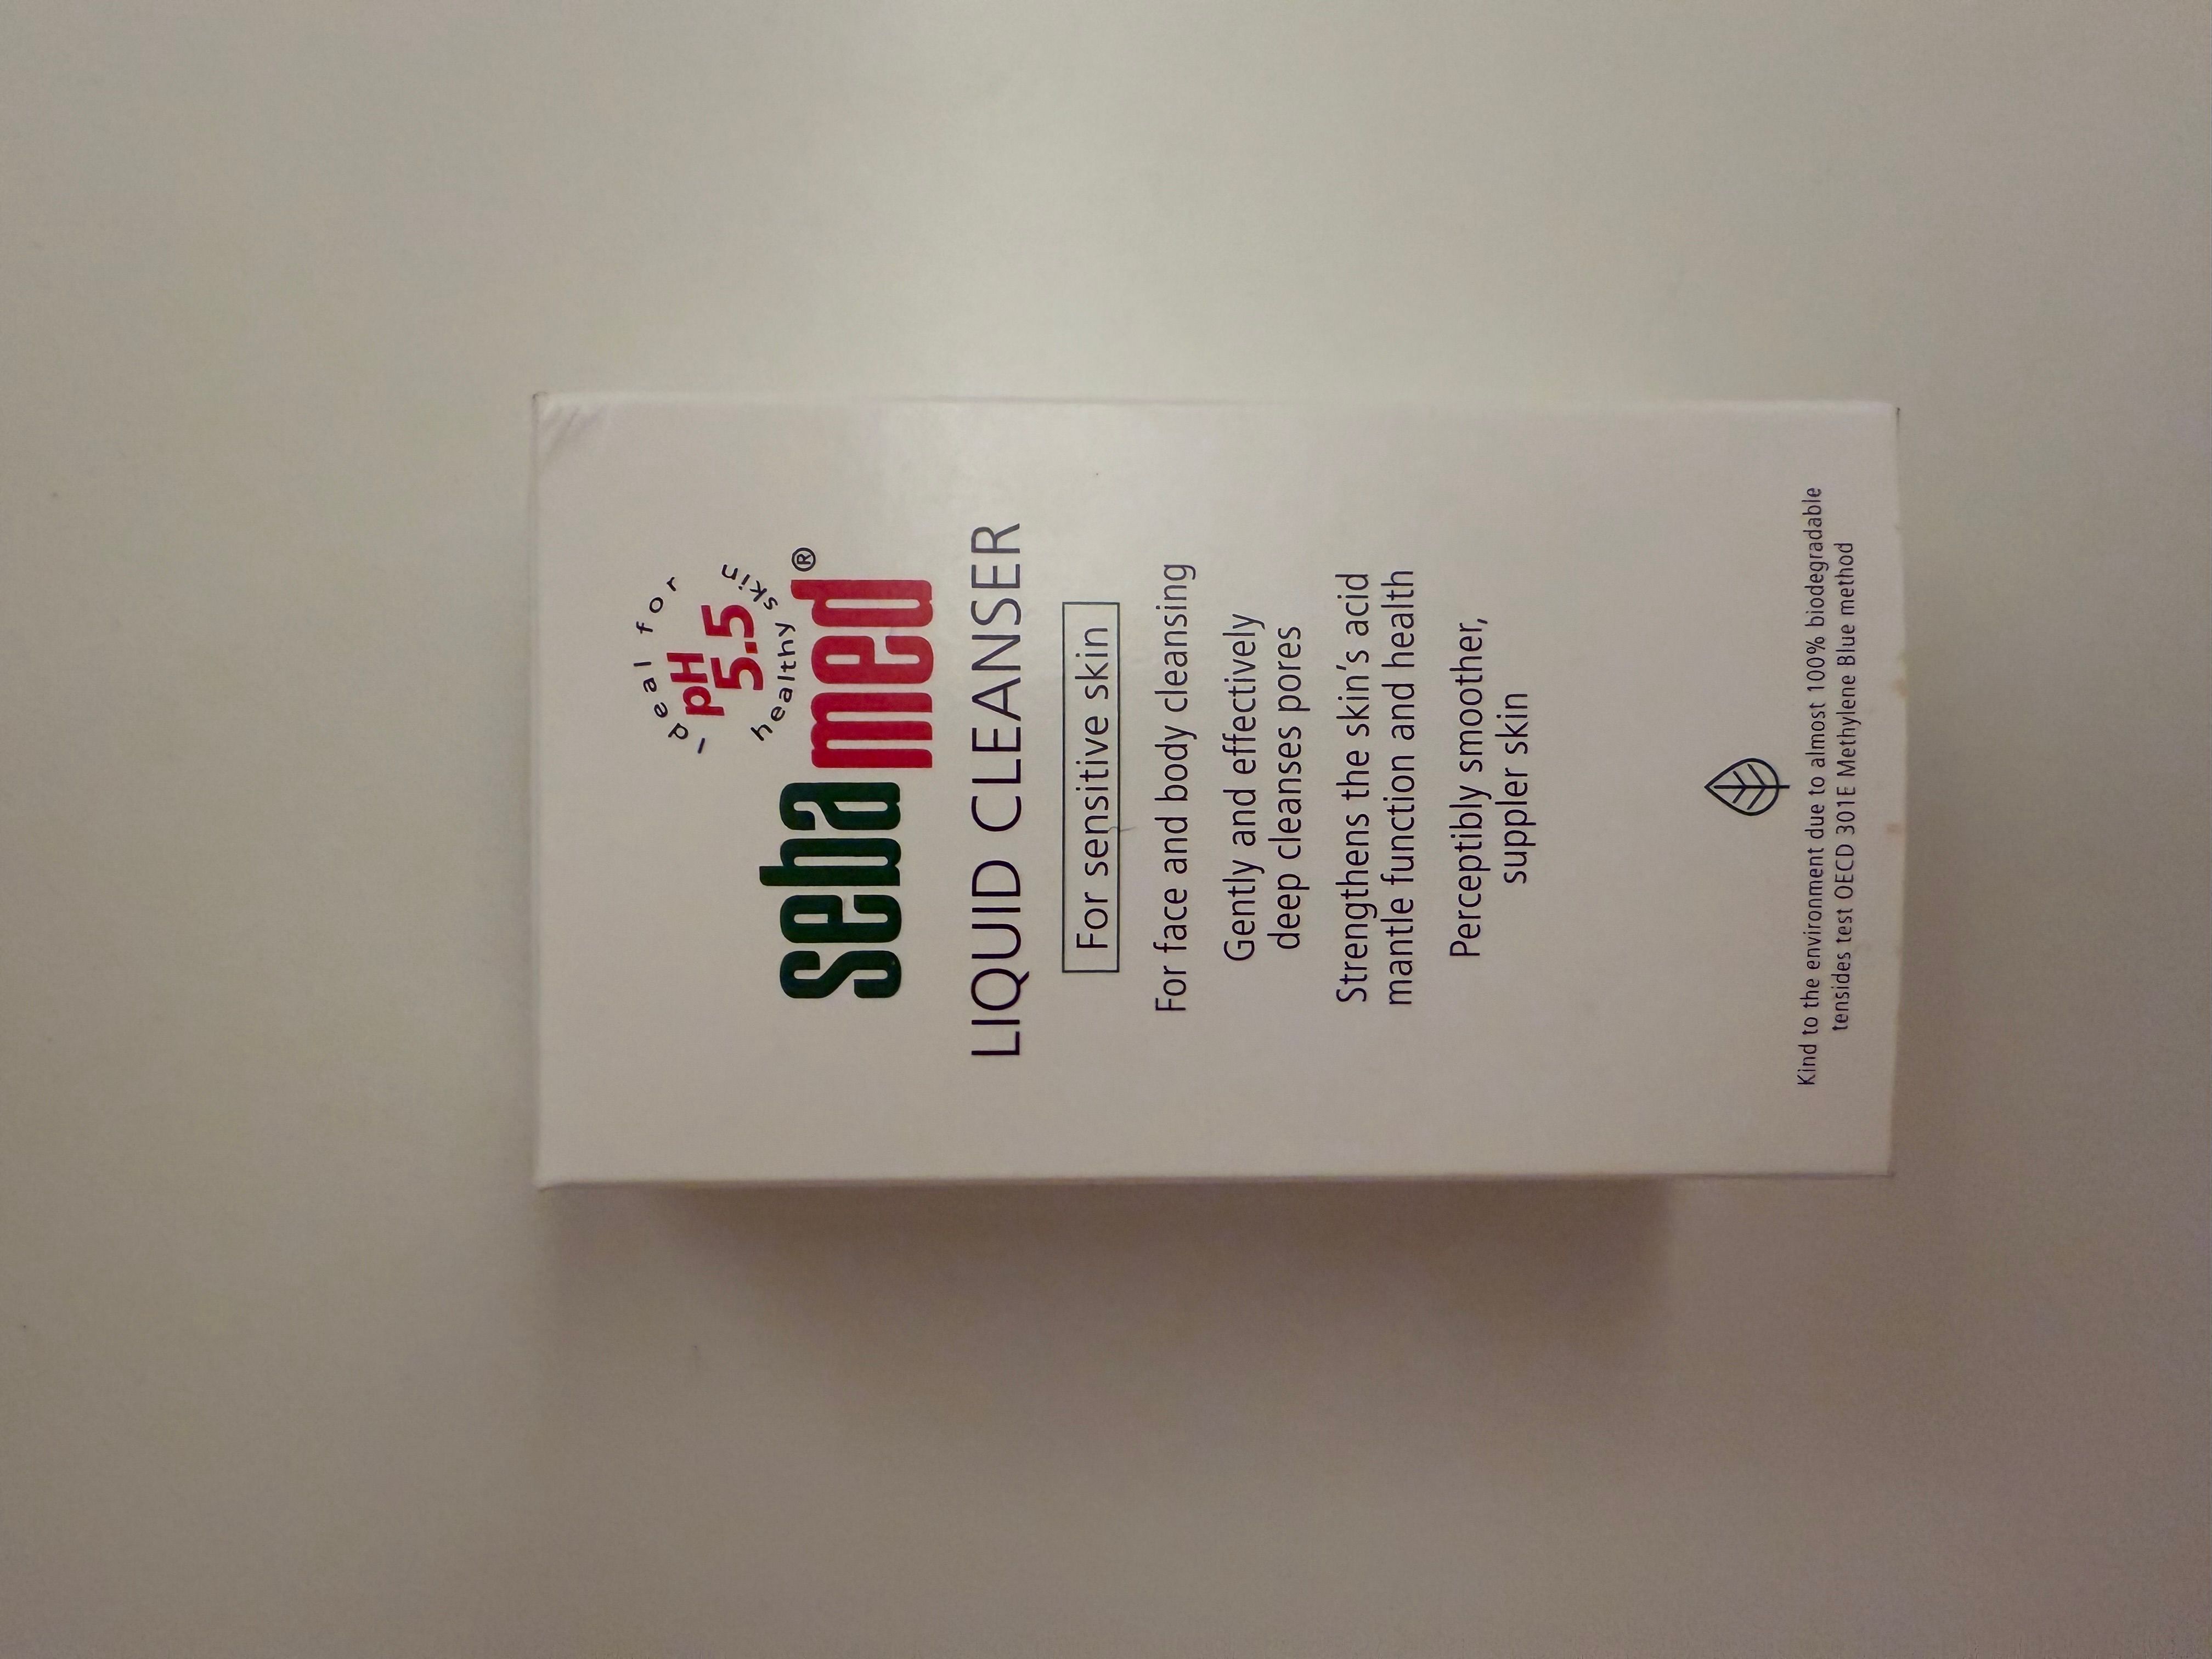 Ideal for
pH
5.5
healthy skin
sebamed®
LIQUID CLEANSER
For sensitive skin
For face and body cleansing
Gently and effectively
deep cleanses pores
Strengthens the skin's acid
mantle function and health
Perceptibly smoother,
suppler skin
Kind to the environment due to almost 100% biodegradable
tensides test OECD 301E Methylene Blue method